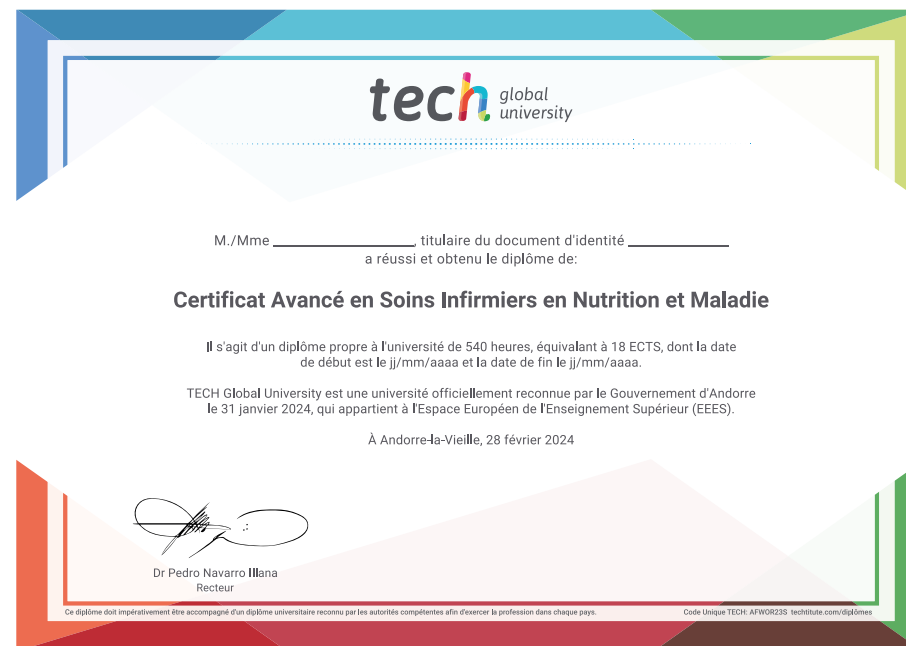 tech global university
M./Mme ____________________, titulaire du document d'identité ______________
a réussi et obtenu le diplôme de:
Certificat Avancé en Soins Infirmiers en Nutrition et Maladie
Il s'agit d'un diplôme propre à l'université de 540 heures, équivalant à 18 ECTS, dont la date
de début est le jj/mm/aaaa et la date de fin le jj/mm/aaaa.
TECH Global University est une université officiellement reconnue par le Gouvernement d'Andorre
le 31 janvier 2024, qui appartient à l'Espace Européen de l'Enseignement Supérieur (EEES).
À Andorre-la-Vieille, 28 février 2024
Dr Pedro Navarro Illana
Recteur
Ce diplôme doit impérativement être accompagné d'un diplôme universitaire reconnu par les autorités compétentes afin d'exercer la profession dans chaque pays.
Code Unique TECH: AFWOR23S techtitute.com/diplômes